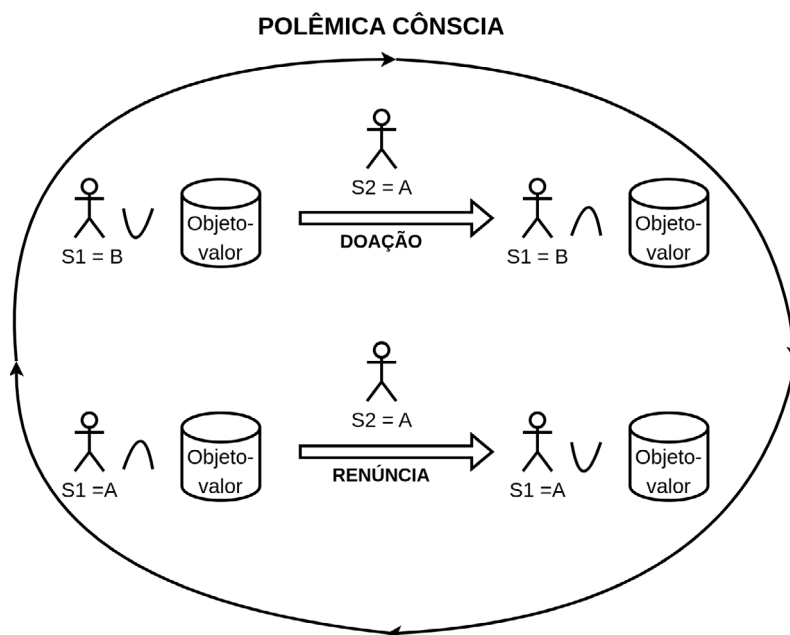 POLÊMICA CÔNSCIA
S2 = A
Objeto-
valor
S1 = B
DOAÇÃO
Objeto-
valor
S1 = B
S2 = A
Objeto-
valor
S1 =A
RENÚNCIA
Objeto-
valor
S1 =A